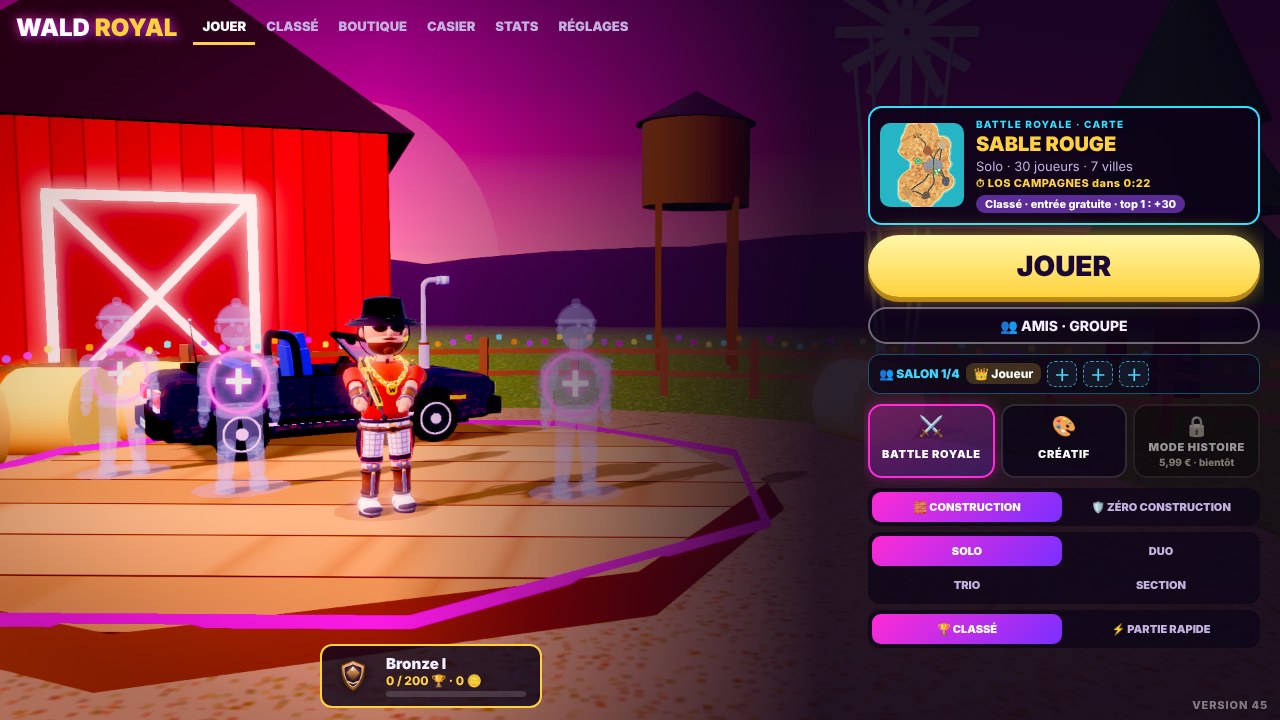 WALD ROYAL
JOUER CLASSÉ BOUTIQUE CASIER STATS RÉGLAGES
BATTLE ROYALE · CARTE
SABLE ROUGE
Solo · 30 joueurs · 7 villes
⏱ LOS CAMPAGNES dans 0:22
Classé · entrée gratuite · top 1 : +30
JOUER
👥 AMIS · GROUPE
👥 SALON 1/4 👑 Joueur + + +
BATTLE ROYALE
CRÉATIF
MODE HISTOIRE
5,99 € · bientôt
🧱 CONSTRUCTION 🛡️ ZÉRO CONSTRUCTION
SOLO DUO
TRIO SECTION
🏆 CLASSÉ ⚡ PARTIE RAPIDE
Bronze I
0 / 200 🏆 · 0 🪙
VERSION 45